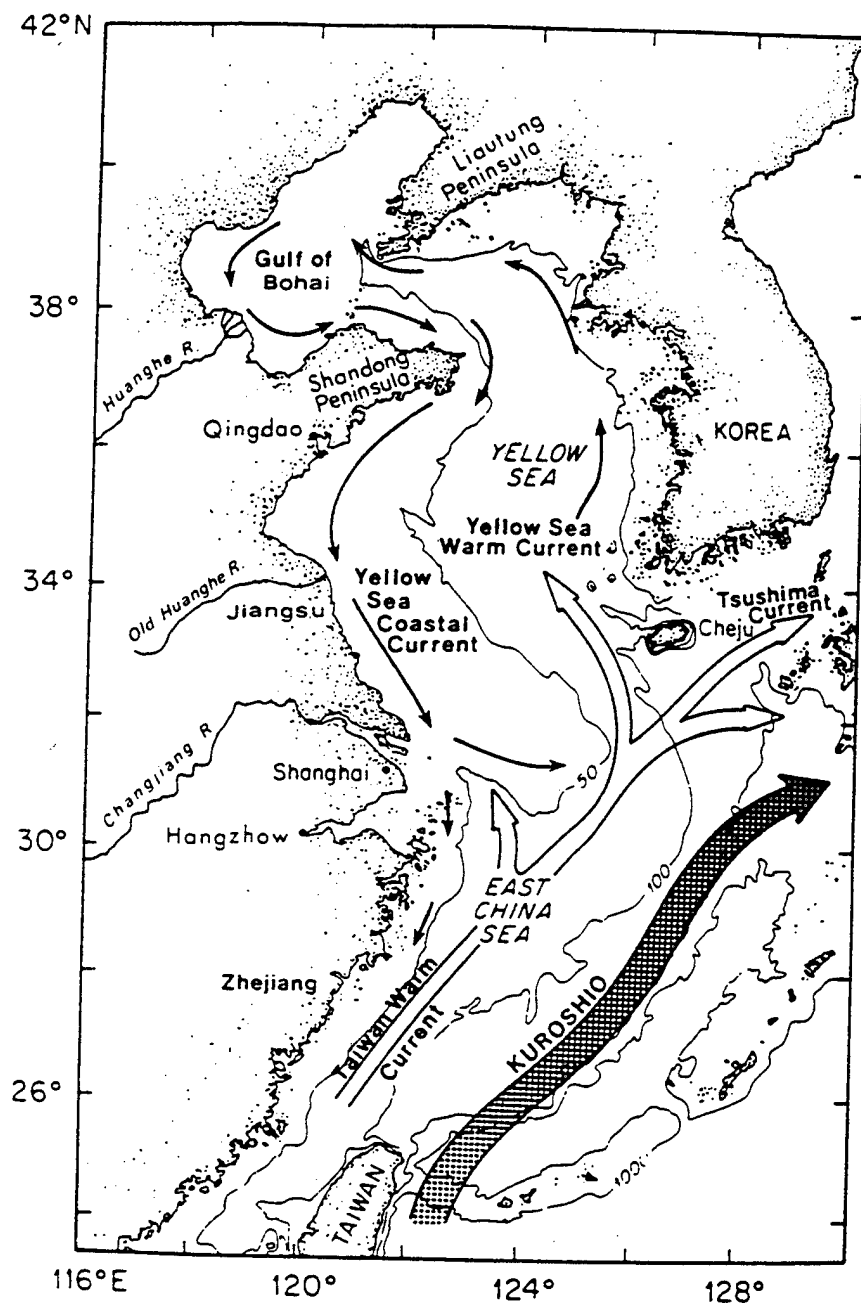 42°N
Liautung
Peninsula
Gulf of
Bohai
38°
Huanghe R
Shandong
Peninsula
Qingdao
YELLOW
SEA
KOREA
Yellow Sea
Warm Current
34°
Yellow
Sea
Coastal
Current
Old Huanghe R.
Jiangsu
Tsushima
Current
Cheju
Changjiang R
Shanghai
50
30°
Hangzhow
EAST
CHINA
SEA
100
Zhejiang
Taiwan Warm
Current
KUROSHIO
26°
TAIWAN
116°E
120°
124°
128°